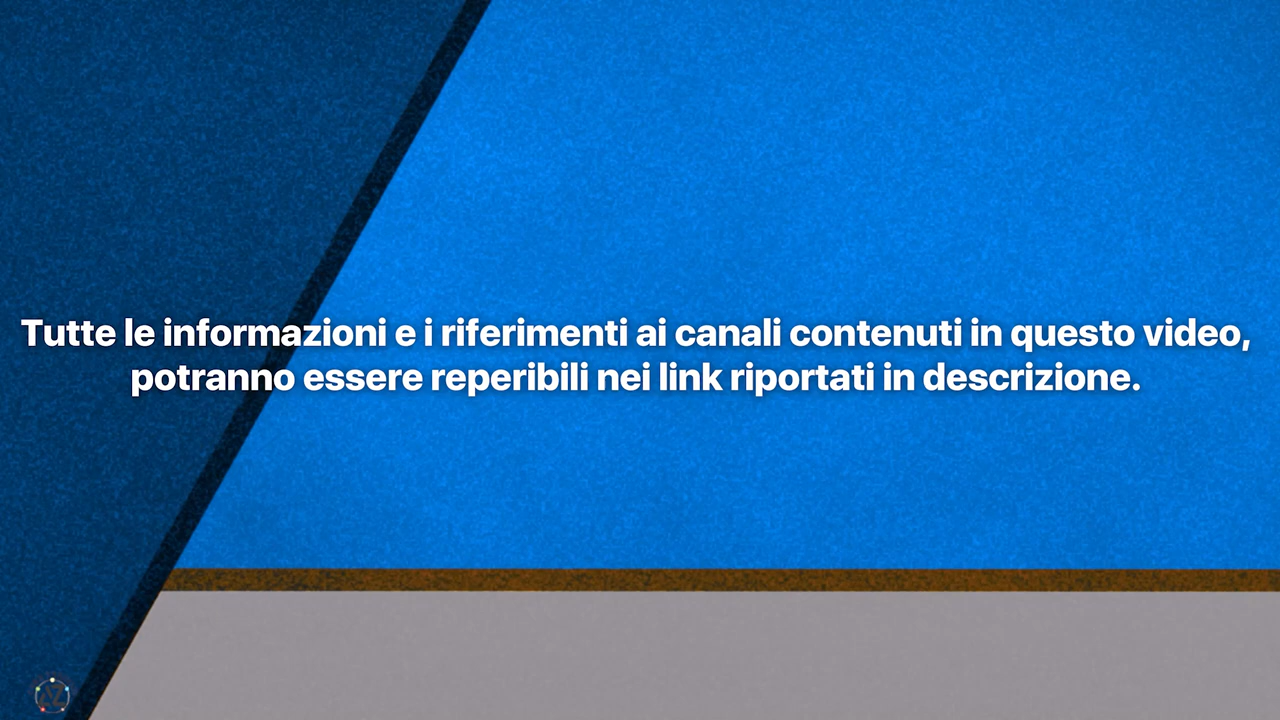 Tutte le informazioni e i riferimenti ai canali contenuti in questo video,
potranno essere reperibili nei link riportati in descrizione.